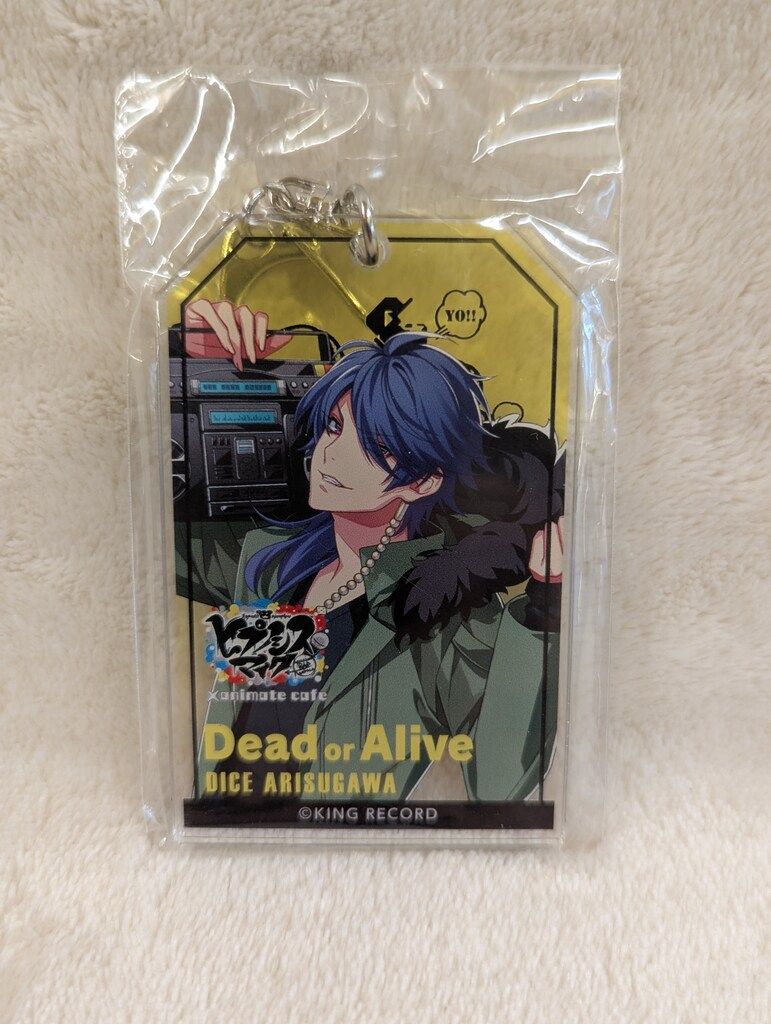 YO!!
ヒプノシス
マイク
×animate cafe
Dead or Alive
DICE ARISUGAWA
©KING RECORD